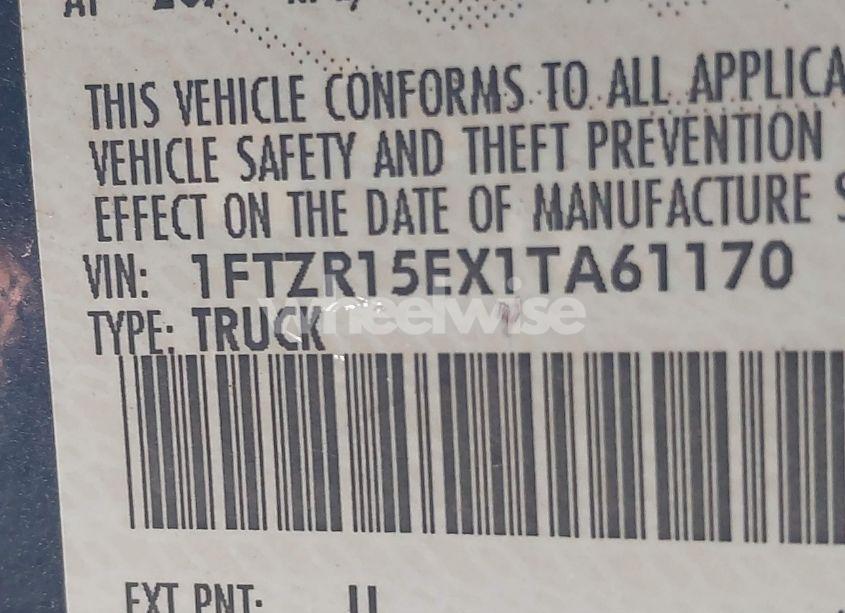 THIS VEHICLE CONFORMS TO ALL APPLICA
VEHICLE SAFETY AND THEFT PREVENTION
EFFECT ON THE DATE OF MANUFACTURE S
VIN: 1FTZR15EX1TA61170
wheelwise
TYPE: TRUCK
EXT PNT: